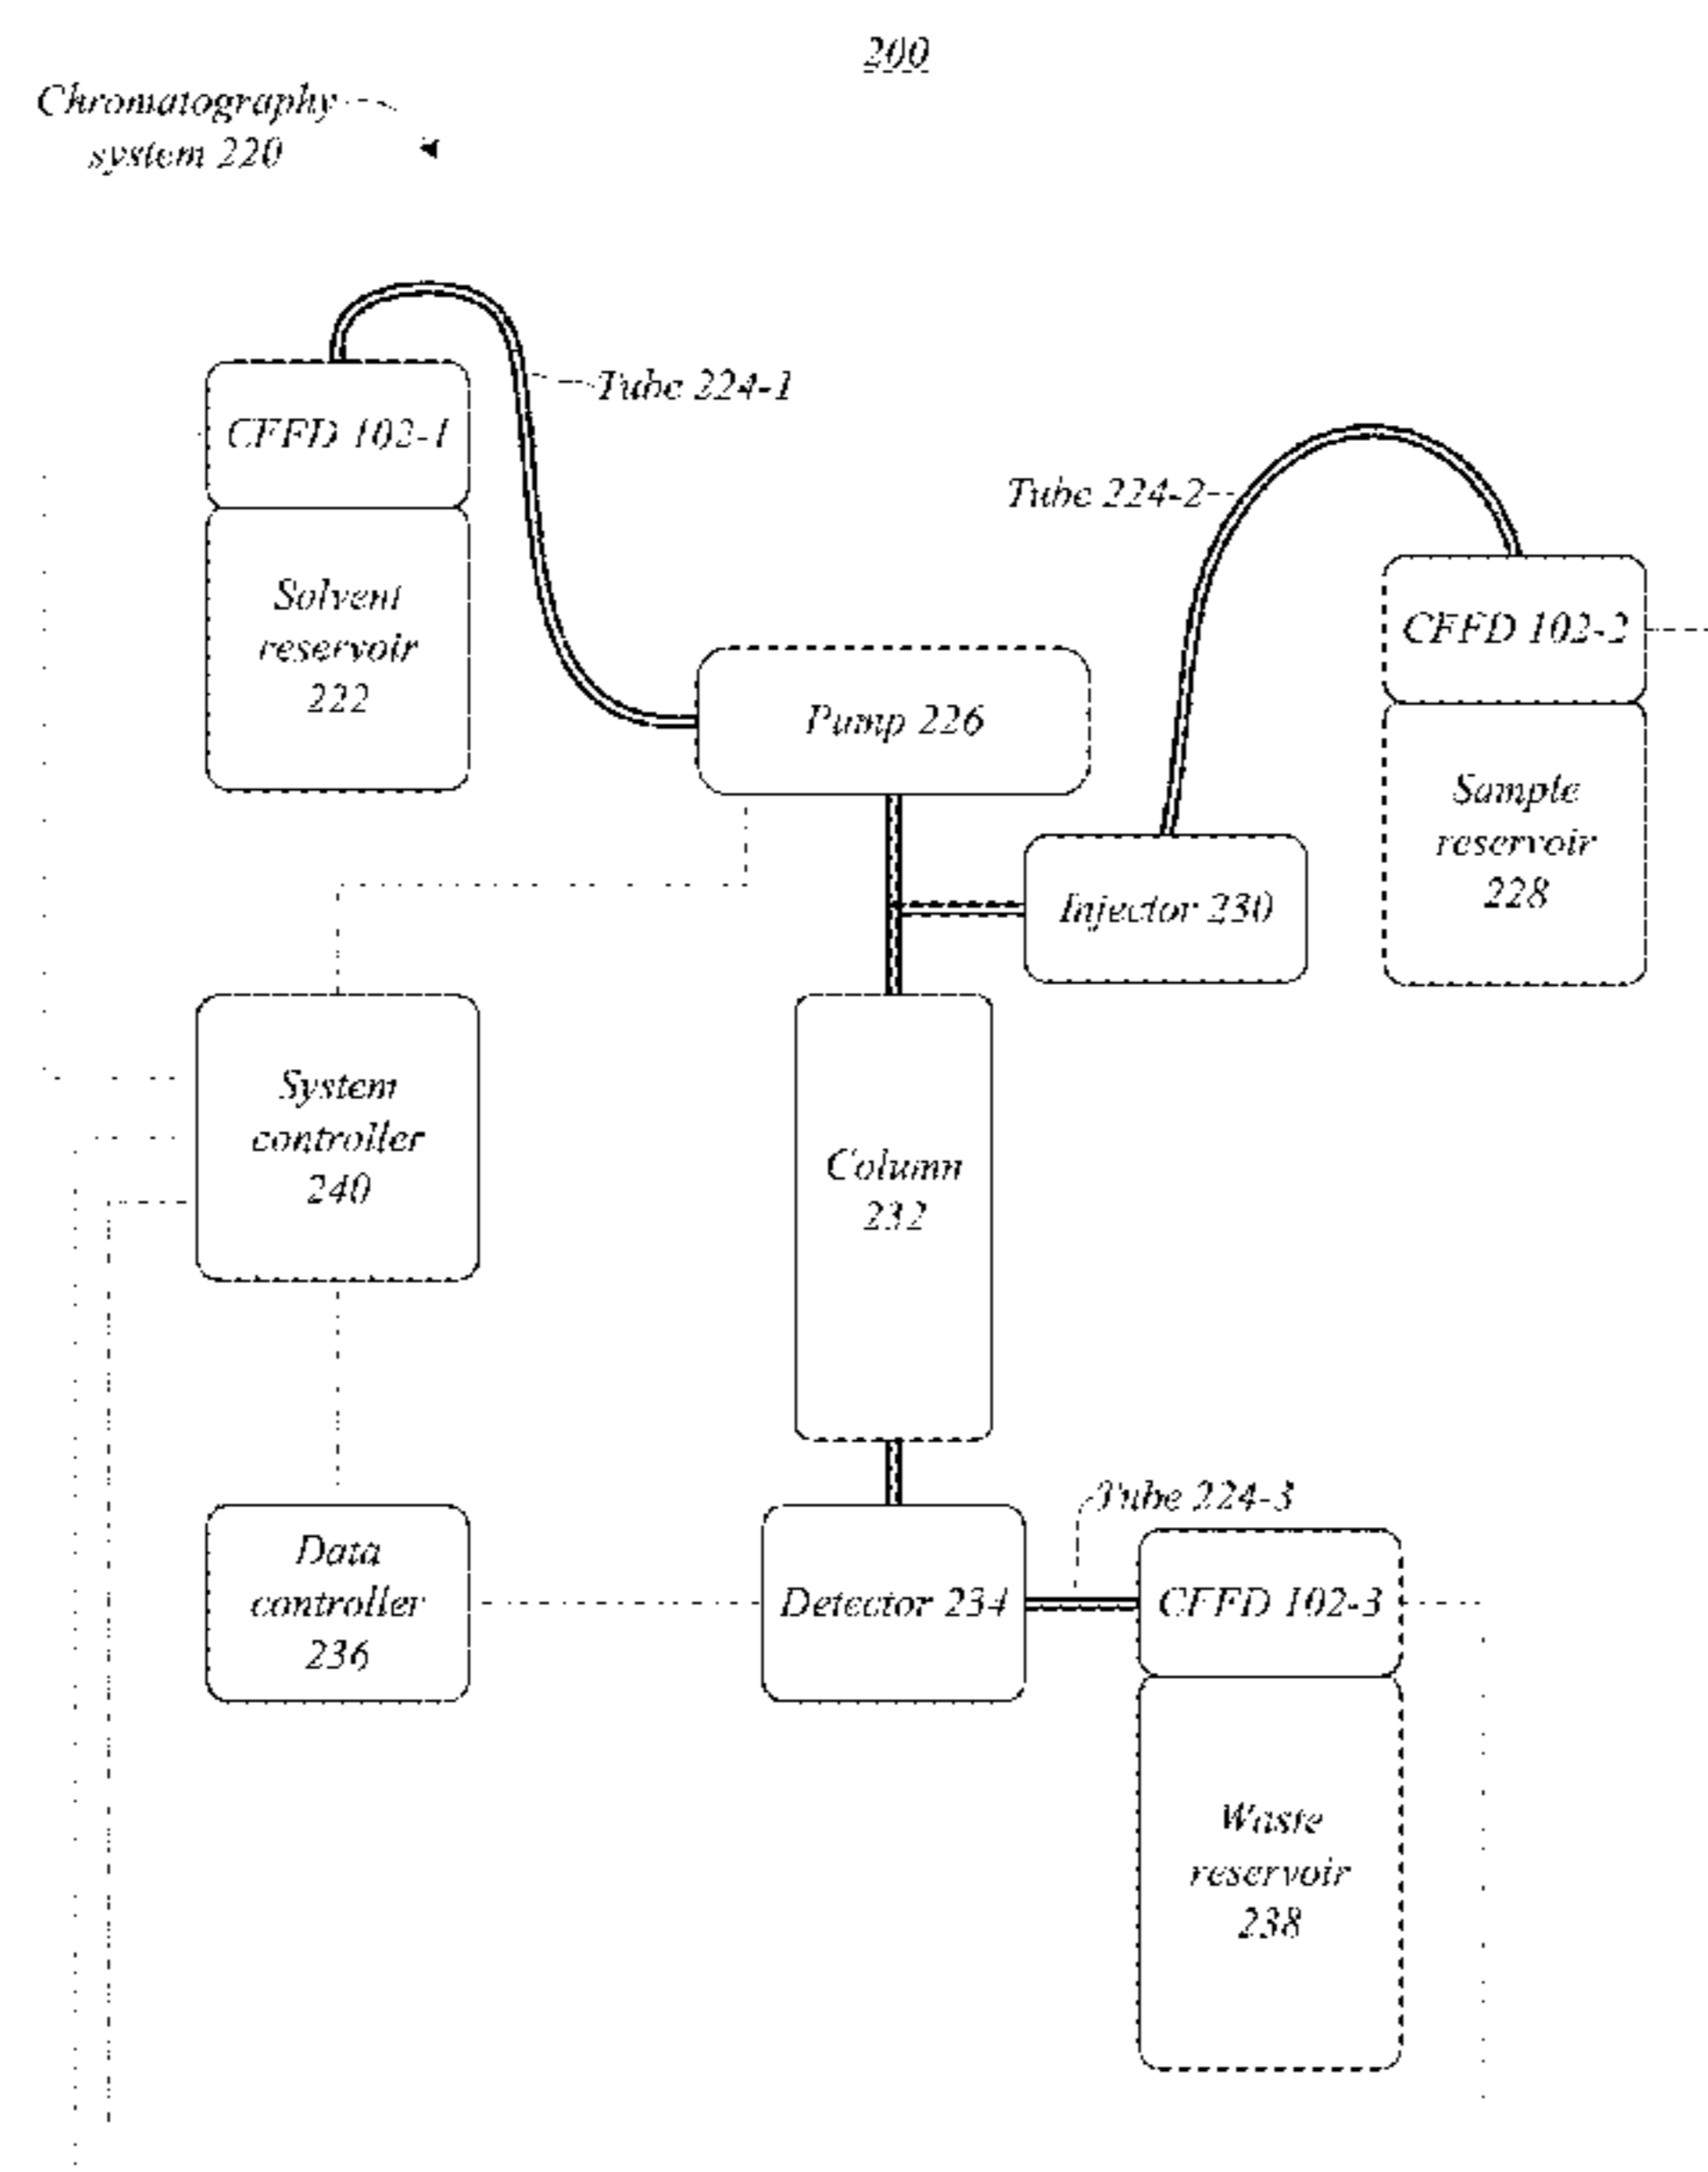 200
Chromatography
system 220
Tube 224-1
CFFD 102-1
Tube 224-2
Solvent
reservoir
222
CFFD 102-2
Pump 226
Sample
reservoir
228
Injector 230
System
controller
240
Column
232
Tube 224-3
Data
controller
236
Detector 234
CFFD 102-3
Waste
reservoir
238